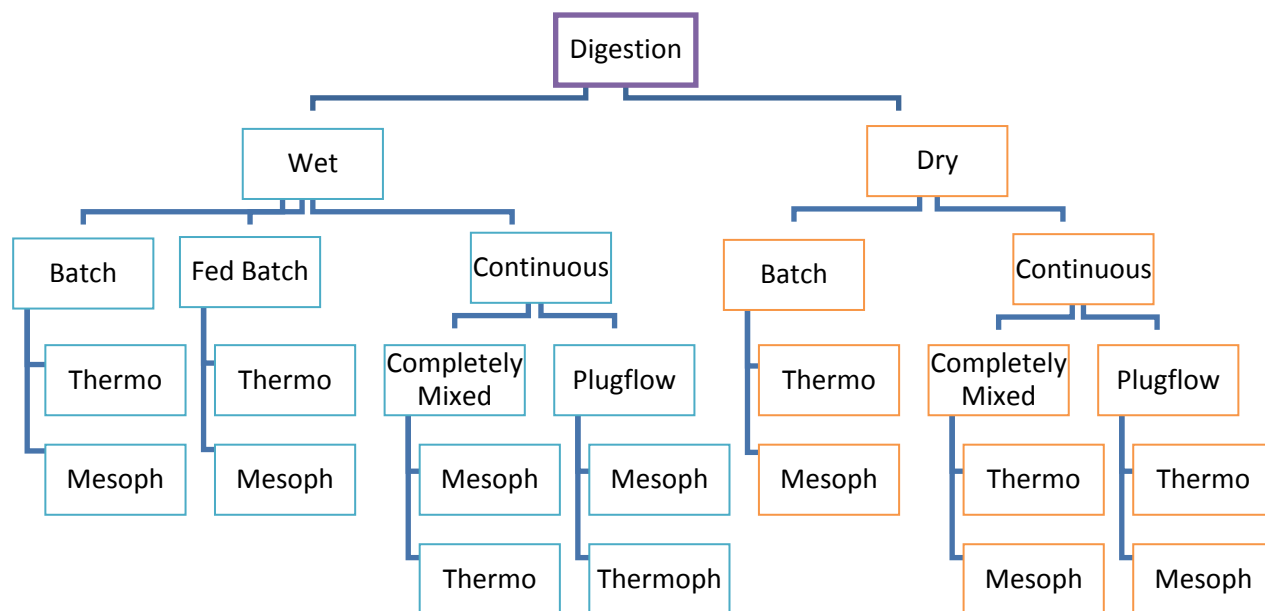 Digestion
Wet
Dry
Batch
Fed Batch
Continuous
Batch
Continuous
Thermo
Thermo
Completely
Mixed
Plugflow
Thermo
Completely
Mixed
Plugflow
Mesoph
Mesoph
Mesoph
Mesoph
Mesoph
Thermo
Thermo
Thermo
Thermoph
Mesoph
Mesoph